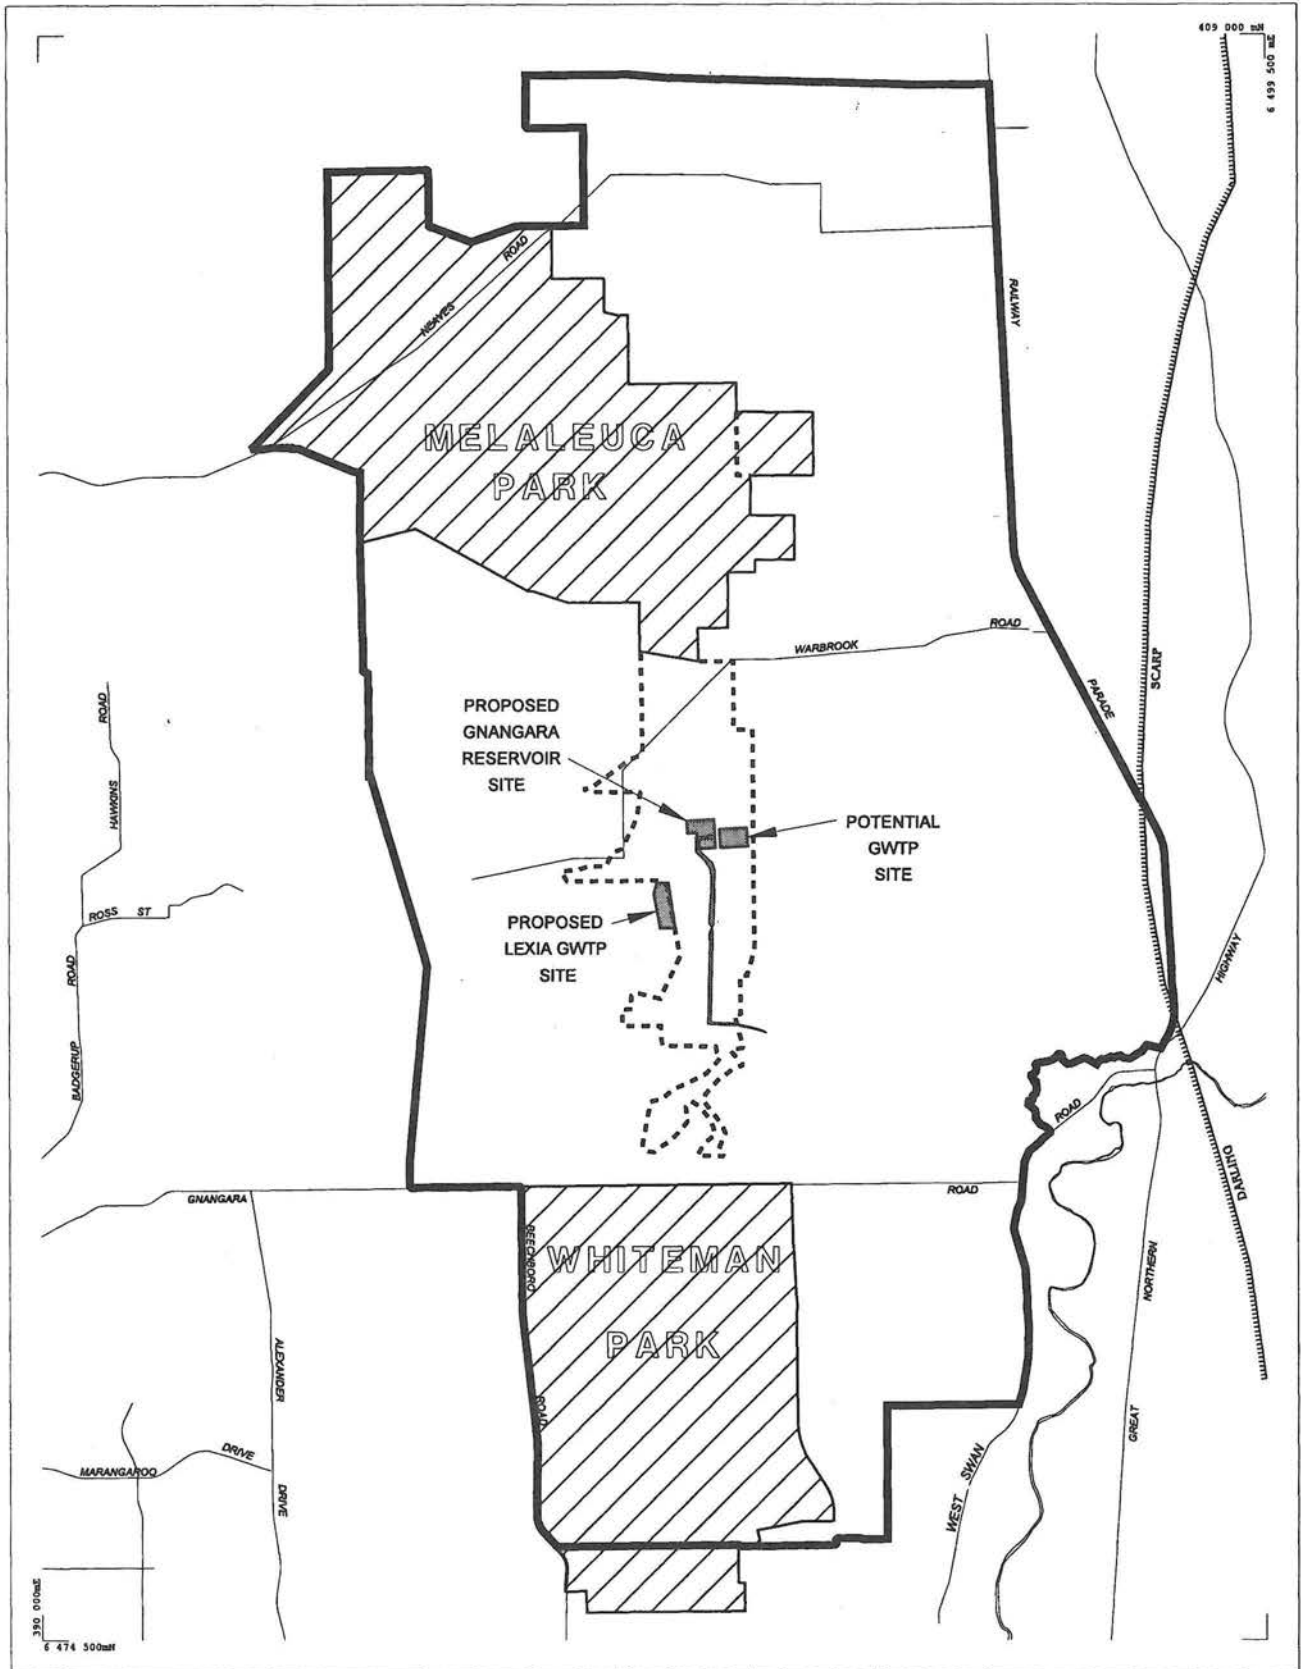 409 000 mN
6 499 500 mE
NEAVES
ROAD
RAILWAY
MELALEUCA
PARK
WARBROOK
ROAD
SCARP
PARADE
PROPOSED
GNANGARA
RESERVOIR
SITE
ROAD
HAWKINS
POTENTIAL
GWTP
SITE
ROSS ST
PROPOSED
LEXIA GWTP
SITE
ROAD
BADGERUP
HIGHWAY
ROAD
DARLING
GNANGARA
ROAD
BEECHBORO
ROAD
WHITEMAN
PARK
NORTHERN
GREAT
ALEXANDER
DRIVE
MARANGAROO
DRIVE
WEST SWAN
390 000mE
6 474 500mN